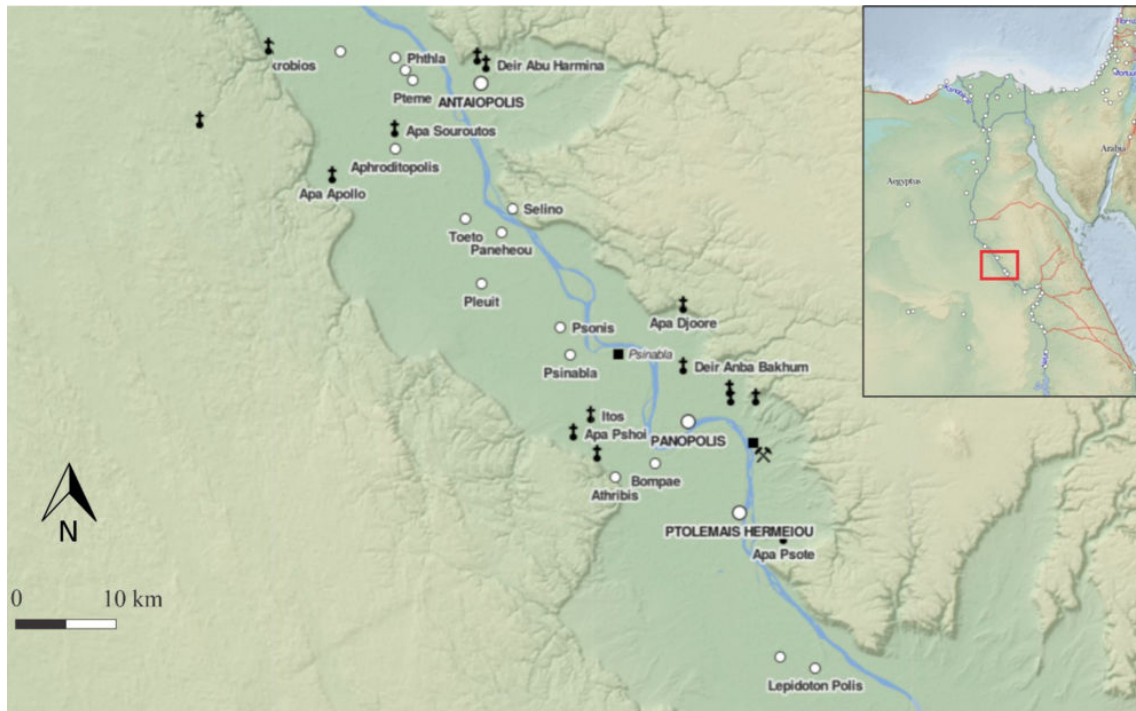 Phthla
Deir Abu Harmina
krobios
Pteme
ANTAIOPOLIS
Apa Souroutos
Aphroditopolis
Apa Apollo
Selino
Toeto
Paneheou
Pleuit
Apa Djoore
Psonis
Psinabla
Psinabla
Deir Anba Bakhum
Itos
Apa Pshoi
PANOPOLIS
Bompae
Athribis
N
PTOLEMAIS HERMEIOU
Apa Psote
0 10 km
Lepidoton Polis
Arabia
Aegyptus